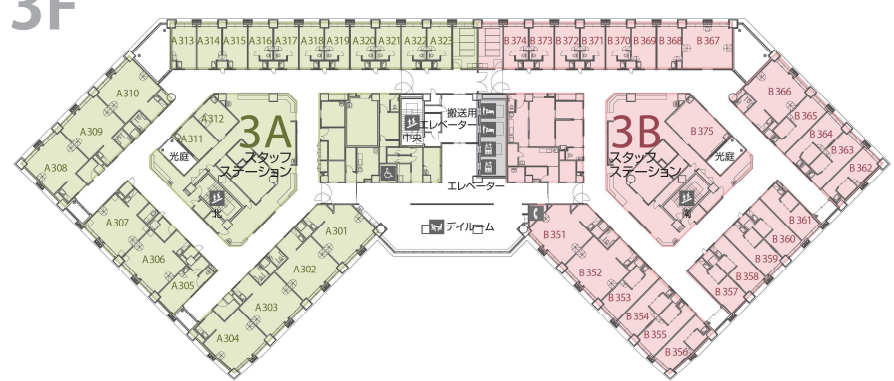 3F
A313
A314
A315
A316
A317
A318
A319
A320
A321
A322
A323
B374
B373
B372
B371
B370
B369
B368
B367
A310
A309
A308
A312
A311
光庭
3A
スタッフ
ステーション
北
中央
搬送用
エレベーター
エレベーター
デイルーム
3B
スタッフ
ステーション
B375
光庭
南
B366
B365
B364
B363
B362
A307
A306
A305
A301
A302
A303
A304
B351
B352
B353
B354
B355
B356
B361
B360
B359
B358
B357